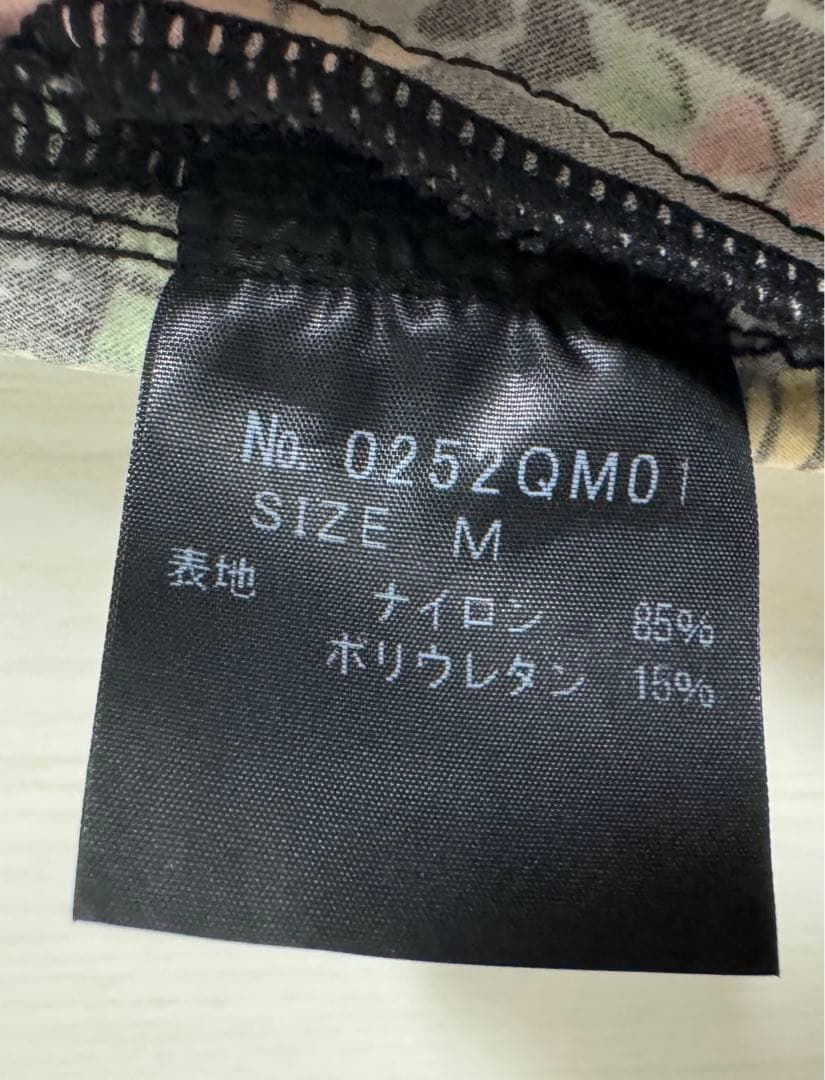 No. 0252QM01
SIZE M
表地 ナイロン 85%
ポリウレタン 15%